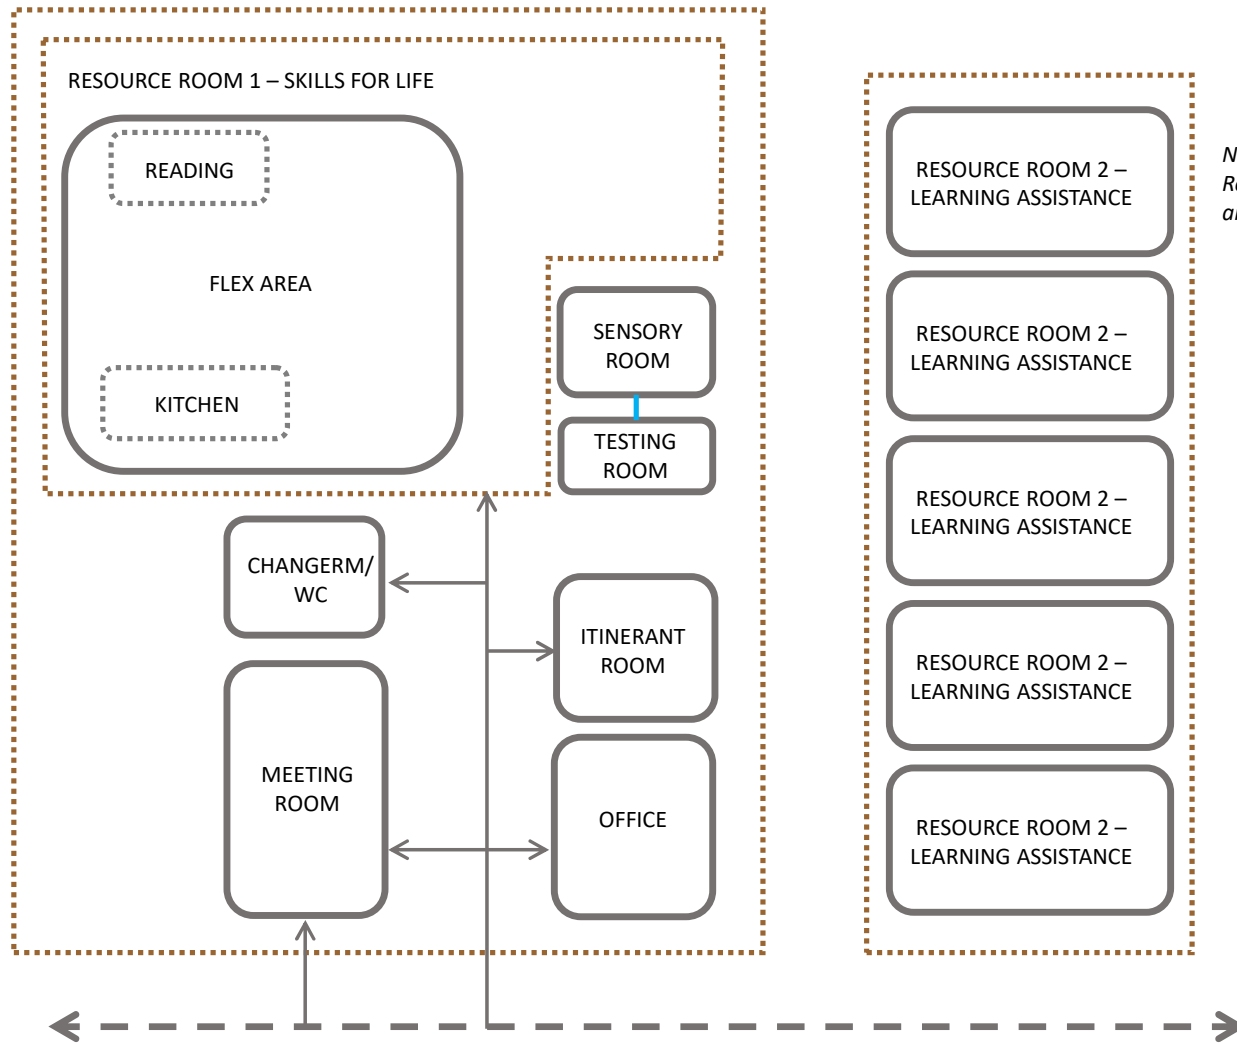 RESOURCE ROOM 1 – SKILLS FOR LIFE
READING
FLEX AREA
KITCHEN
SENSORY
ROOM
TESTING
ROOM
CHANGERM/
WC
ITINERANT
ROOM
MEETING
ROOM
OFFICE
RESOURCE ROOM 2 –
LEARNING ASSISTANCE
RESOURCE ROOM 2 –
LEARNING ASSISTANCE
RESOURCE ROOM 2 –
LEARNING ASSISTANCE
RESOURCE ROOM 2 –
LEARNING ASSISTANCE
RESOURCE ROOM 2 –
LEARNING ASSISTANCE